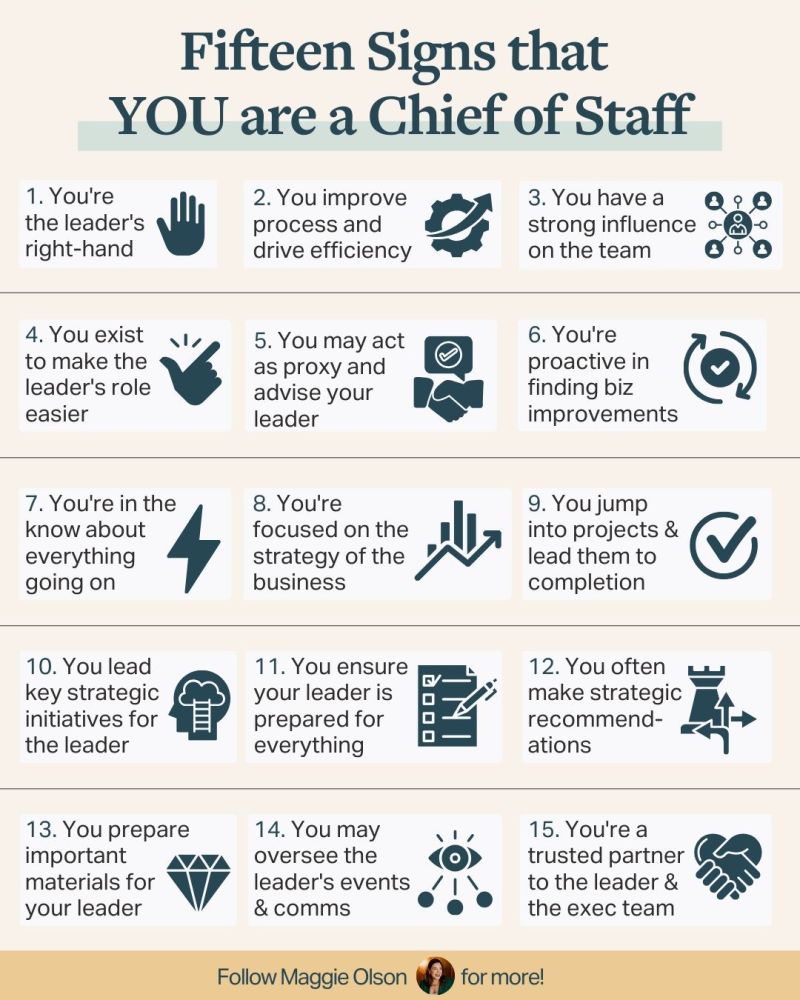 Fifteen Signs that
YOU are a Chief of Staff
1. You're
the leader's
right-hand
2. You improve
process and
drive efficiency
3. You have a
strong influence
on the team
4. You exist
to make the
leader's role
easier
5. You may act
as proxy and
advise your
leader
6. You're
proactive in
finding biz
improvements
7. You're in the
know about
everything
going on
8. You're
focused on the
strategy of the
business
9. You jump
into projects &
lead them to
completion
10. You lead
key strategic
initiatives for
the leader
11. You ensure
your leader is
prepared for
everything
12. You often
make strategic
recommend-
ations
13. You prepare
important
materials for
your leader
14. You may
oversee the
leader's events
& comms
15. You're a
trusted partner
to the leader &
the exec team
Follow Maggie Olson for more!